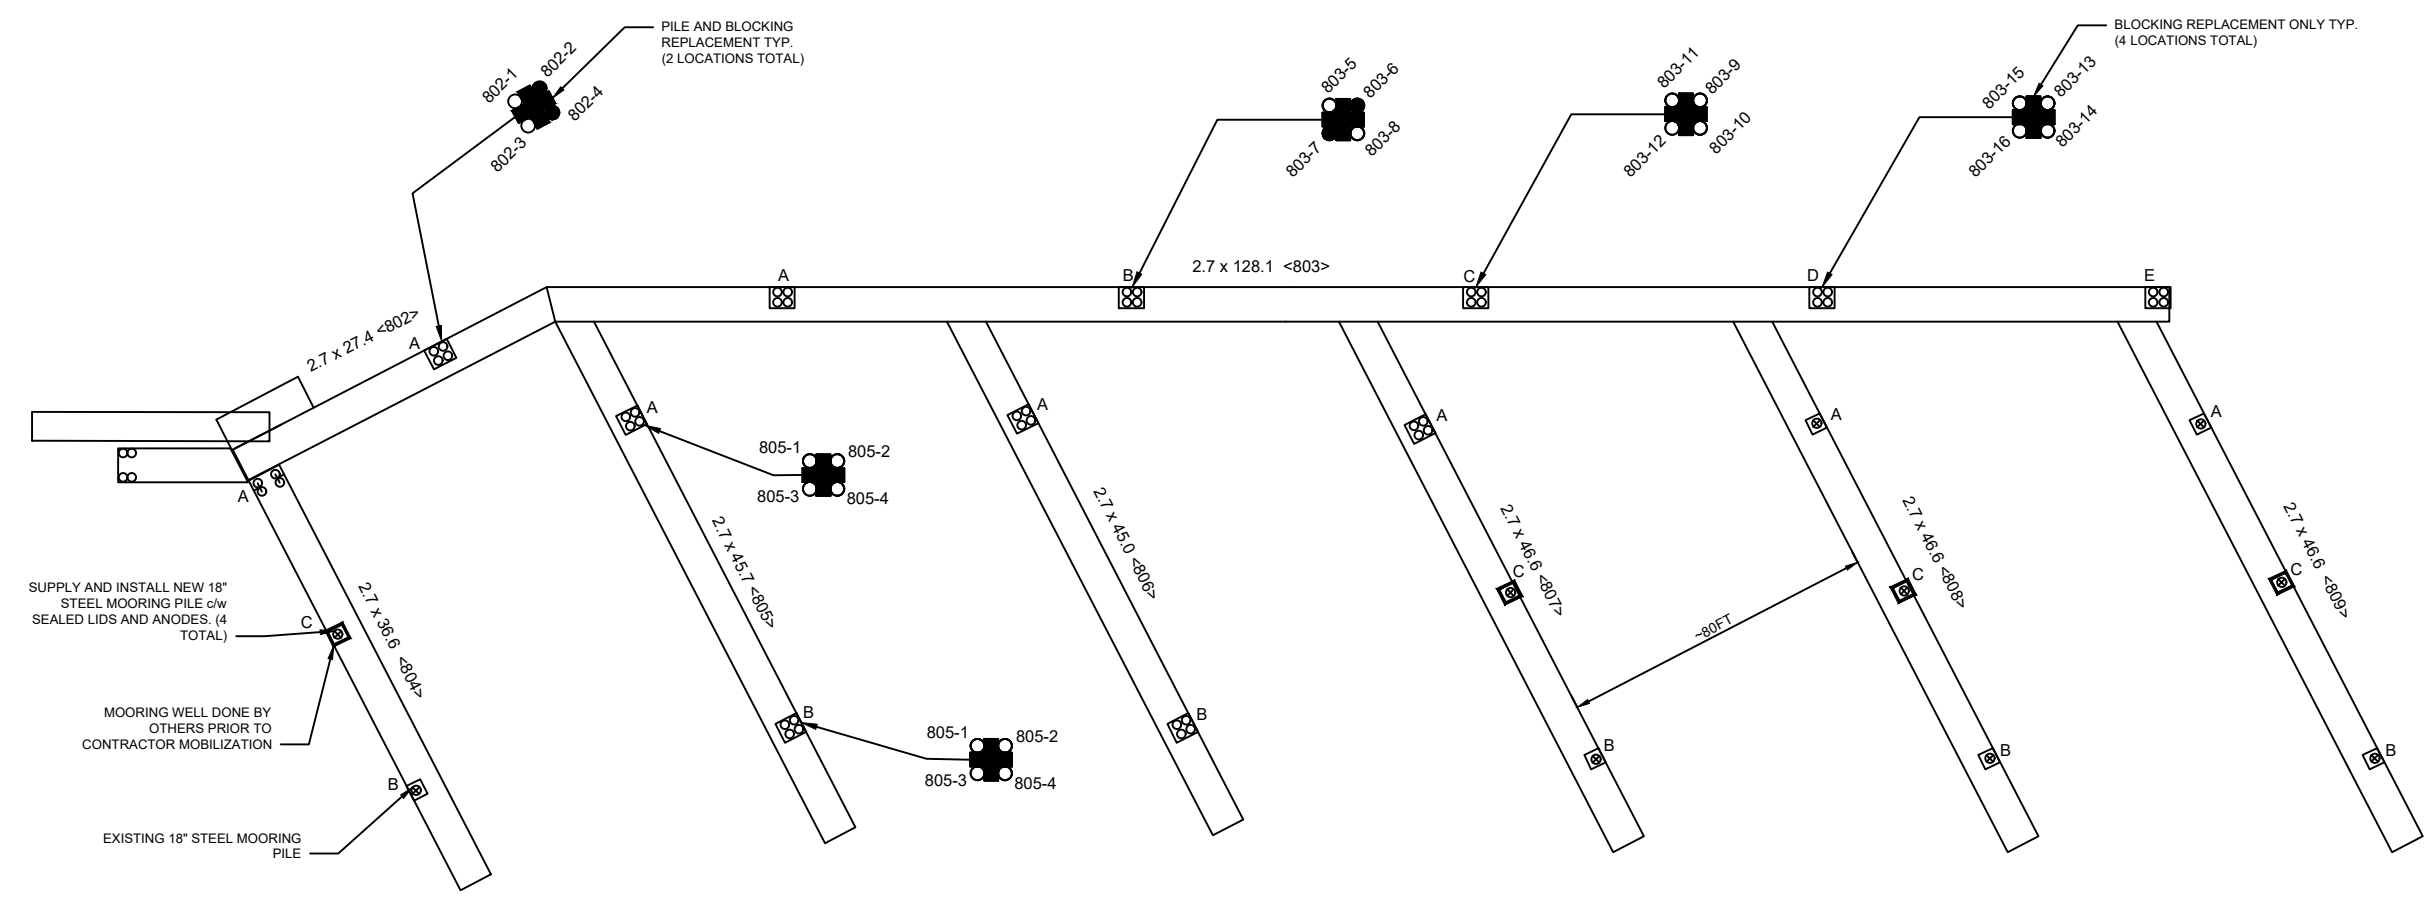 PILE AND BLOCKING
REPLACEMENT TYP.
(2 LOCATIONS TOTAL)
BLOCKING REPLACEMENT ONLY TYP.
(4 LOCATIONS TOTAL)
802-1
802-2
802-3
802-4
803-5
803-6
803-7
803-8
803-11
803-9
803-12
803-10
803-15
803-13
803-16
803-14
2.7 x 27.4 <802>
A
A
B
2.7 x 128.1 <803>
C
D
E
A
A
A
A
A
805-1
805-2
805-3
805-4
A
2.7 x 36.6 <804>
2.7 x 45.7 <805>
2.7 x 45.0 <806>
2.7 x 46.6 <807>
2.7 x 46.6 <808>
2.7 x 46.6 <809>
C
C
C
~80FT
SUPPLY AND INSTALL NEW 18"
STEEL MOORING PILE c/w
SEALED LIDS AND ANODES. (4
TOTAL)
C
MOORING WELL DONE BY
OTHERS PRIOR TO
CONTRACTOR MOBILIZATION
B
B
B
B
B
B
805-1
805-2
805-3
805-4
EXISTING 18" STEEL MOORING
PILE